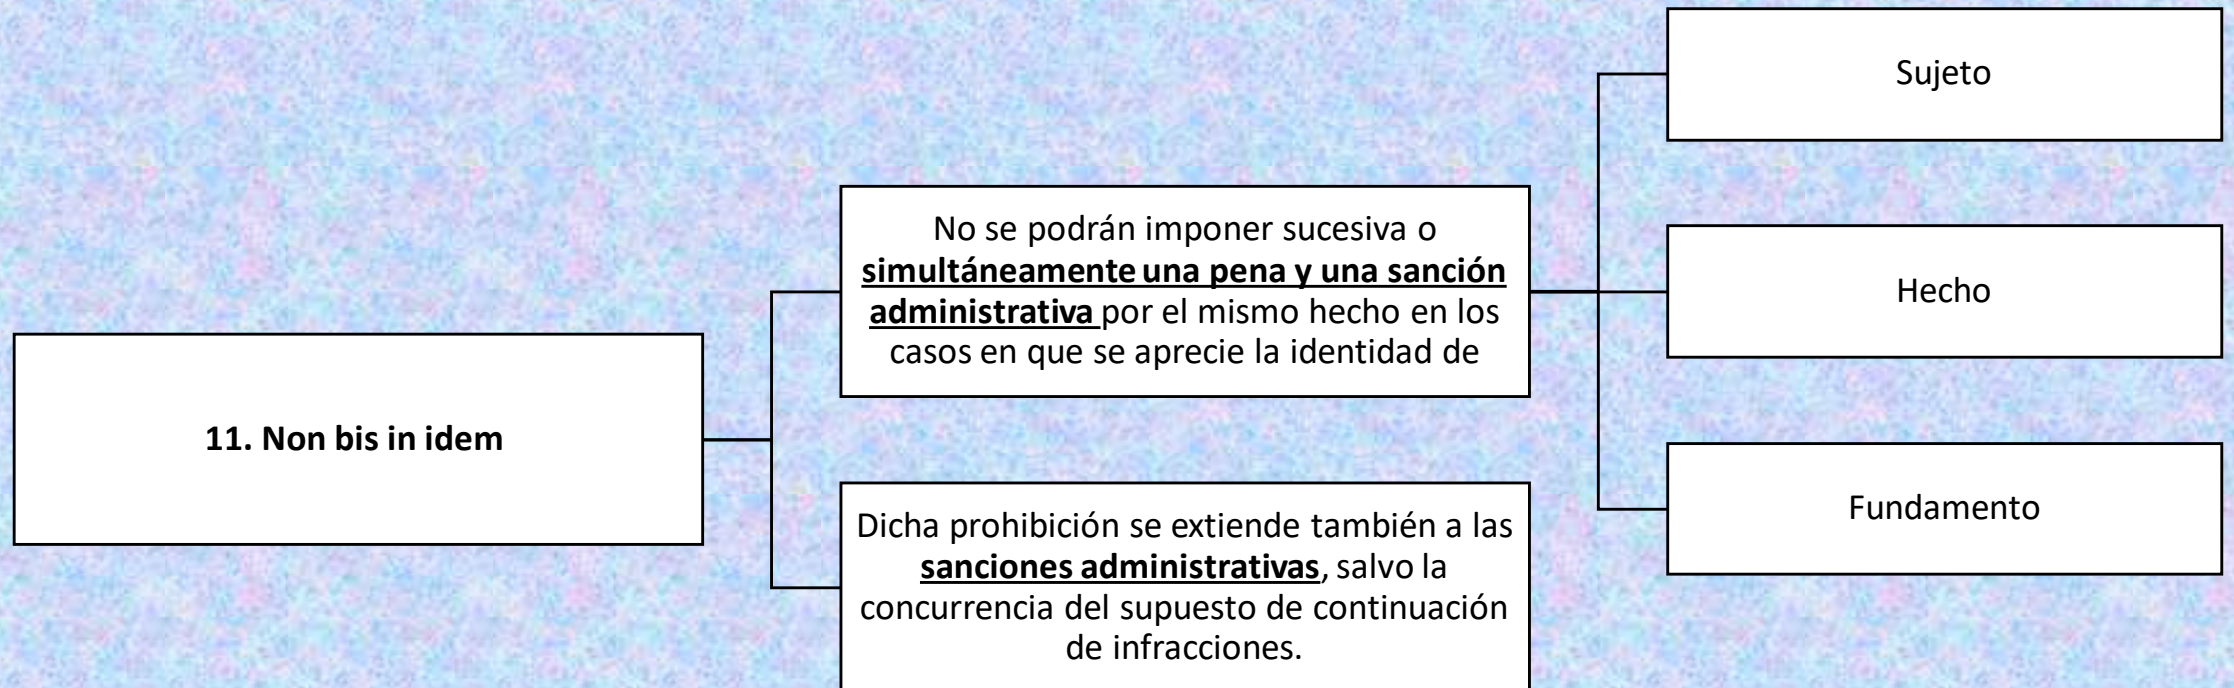 11. Non bis in idem
No se podrán imponer sucesiva o
simultáneamente una pena y una sanción
administrativa por el mismo hecho en los
casos en que se aprecie la identidad de
Sujeto
Hecho
Fundamento
Dicha prohibición se extiende también a las
sanciones administrativas, salvo la
concurrencia del supuesto de continuación
de infracciones.